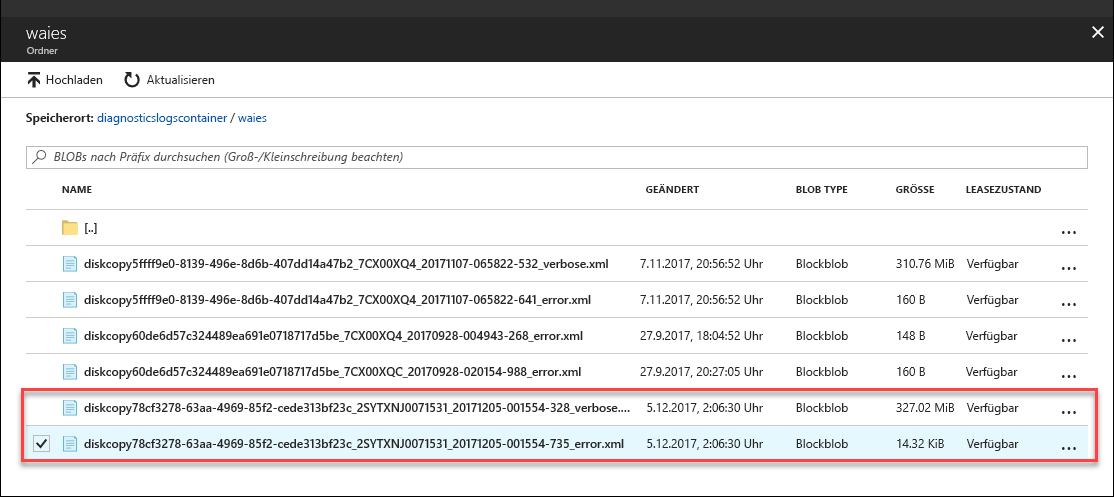 waies
Ordner
Hochladen Aktualisieren
Speicherort: diagnosticslogscontainer / waies
BLOBs nach Präfix durchsuchen (Groß-/Kleinschreibung beachten)
NAME GEÄNDERT BLOB TYPE GRÖSSE LEASEZUSTAND
[..] ...
diskcopy5ffff9e0-8139-496e-8d6b-407dd14a47b2_7CX00XQ4_20171107-065822-532_verbose.xml 7.11.2017, 20:56:52 Uhr Blockblob 310.76 MiB Verfügbar ...
diskcopy5ffff9e0-8139-496e-8d6b-407dd14a47b2_7CX00XQ4_20171107-065822-641_error.xml 7.11.2017, 20:56:52 Uhr Blockblob 160 B Verfügbar ...
diskcopy60de6d57c324489ea691e0718717d5be_7CX00XQ4_20170928-004943-268_error.xml 27.9.2017, 18:04:52 Uhr Blockblob 148 B Verfügbar ...
diskcopy60de6d57c324489ea691e0718717d5be_7CX00XQC_20170928-020154-988_error.xml 27.9.2017, 20:27:05 Uhr Blockblob 160 B Verfügbar ...
diskcopy78cf3278-63aa-4969-85f2-cede313bf23c_2SYTXNJ0071531_20171205-001554-328_verbose.... 5.12.2017, 2:06:30 Uhr Blockblob 327.02 MiB Verfügbar ...
diskcopy78cf3278-63aa-4969-85f2-cede313bf23c_2SYTXNJ0071531_20171205-001554-735_error.xml 5.12.2017, 2:06:30 Uhr Blockblob 14.32 KiB Verfügbar ...